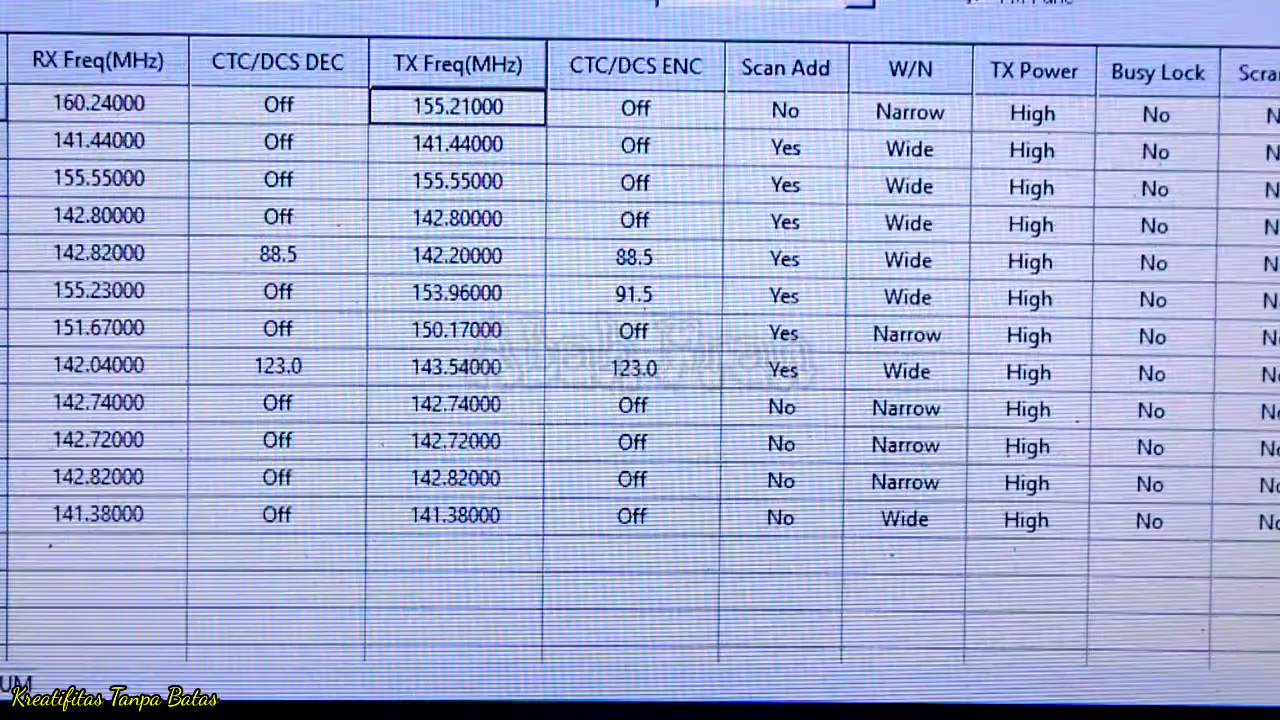 RX Freq(MHz) CTC/DCS DEC TX Freq(MHz) CTC/DCS ENC Scan Add W/N TX Power Busy Lock
160.24000 Off 155.21000 Off No Narrow High No
141.44000 Off 141.44000 Off Yes Wide High No
155.55000 Off 155.55000 Off Yes Wide High No
142.80000 Off 142.80000 Off Yes Wide High No
142.82000 88.5 142.20000 88.5 Yes Wide High No
155.23000 Off 153.96000 91.5 Yes Wide High No
151.67000 Off 150.17000 Off Yes Narrow High No
142.04000 123.0 143.54000 123.0 Yes Wide High No
142.74000 Off 142.74000 Off No Narrow High No
142.72000 Off 142.72000 Off No Narrow High No
142.82000 Off 142.82000 Off No Narrow High No
141.38000 Off 141.38000 Off No Wide High No
Kreatifitas Tanpa Batas